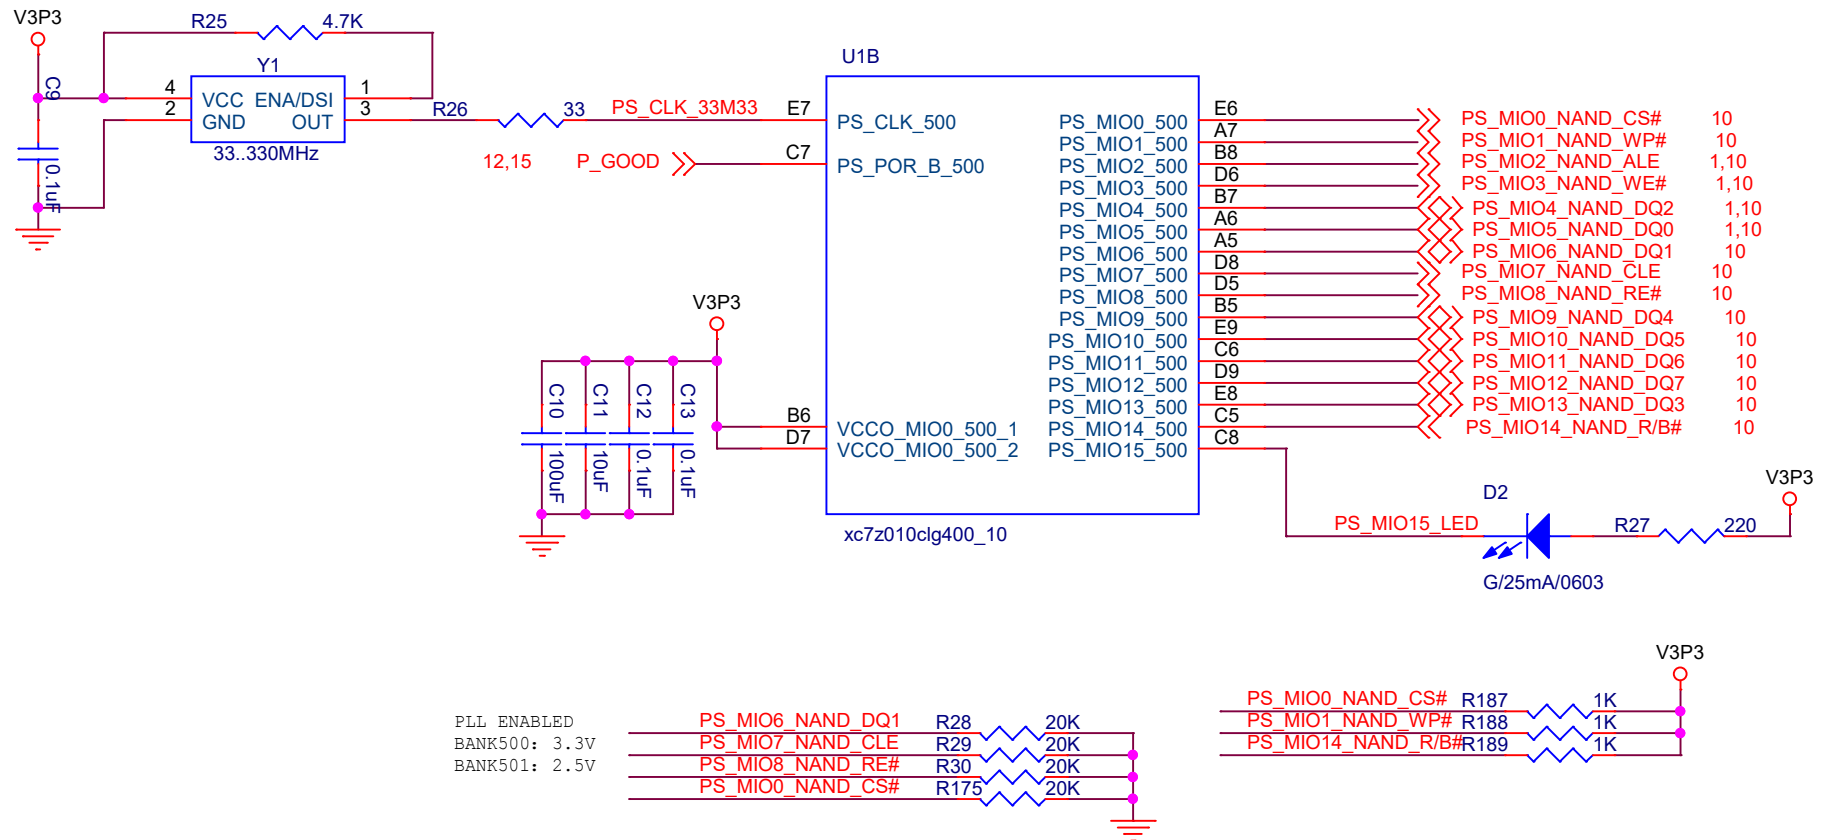 V3P3
R25 4.7K
Y1
C9
0.1uF
4 VCC ENA/DSI 1
2 GND OUT 3
33..330MHz
R26 33 PS_CLK_33M33 E7 PS_CLK_500
12,15 P_GOOD C7 PS_POR_B_500
U1B
PS_MIO0_500 E6 PS_MIO0_NAND_CS# 10
PS_MIO1_500 A7 PS_MIO1_NAND_WP# 10
PS_MIO2_500 B8 PS_MIO2_NAND_ALE 1,10
PS_MIO3_500 D6 PS_MIO3_NAND_WE# 1,10
PS_MIO4_500 B7 PS_MIO4_NAND_DQ2 1,10
PS_MIO5_500 A6 PS_MIO5_NAND_DQ0 1,10
PS_MIO6_500 A5 PS_MIO6_NAND_DQ1 10
PS_MIO7_500 D8 PS_MIO7_NAND_CLE 10
PS_MIO8_500 D5 PS_MIO8_NAND_RE# 10
PS_MIO9_500 B5 PS_MIO9_NAND_DQ4 10
PS_MIO10_500 E9 PS_MIO10_NAND_DQ5 10
PS_MIO11_500 C6 PS_MIO11_NAND_DQ6 10
PS_MIO12_500 D9 PS_MIO12_NAND_DQ7 10
PS_MIO13_500 E8 PS_MIO13_NAND_DQ3 10
PS_MIO14_500 C5 PS_MIO14_NAND_R/B# 10
PS_MIO15_500 C8
V3P3
C10 C11 C12 C13
100uF 10uF 0.1uF 0.1uF
B6 VCCO_MIO0_500_1
D7 VCCO_MIO0_500_2
xc7z010clg400_10
V3P3
D2
PS_MIO15_LED R27 220
G/25mA/0603
PLL ENABLED
BANK500: 3.3V
BANK501: 2.5V
PS_MIO6_NAND_DQ1 R28 20K
PS_MIO7_NAND_CLE R29 20K
PS_MIO8_NAND_RE# R30 20K
PS_MIO0_NAND_CS# R175 20K
V3P3
PS_MIO0_NAND_CS# R187 1K
PS_MIO1_NAND_WP# R188 1K
PS_MIO14_NAND_R/B# R189 1K